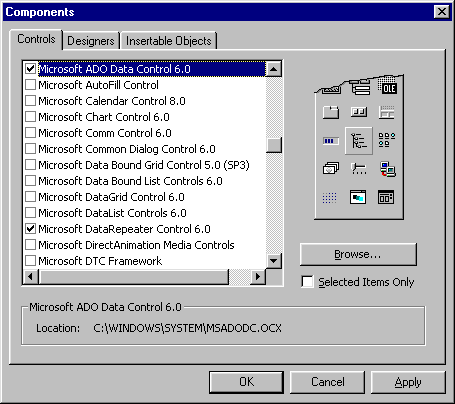 Components
Controls Designers Insertable Objects
Microsoft ADO Data Control 6.0
Microsoft AutoFill Control
Microsoft Calendar Control 8.0
Microsoft Chart Control 6.0
Microsoft Comm Control 6.0
Microsoft Common Dialog Control 6.0
Microsoft Data Bound Grid Control 5.0 (SP3)
Microsoft Data Bound List Controls 6.0
Microsoft DataGrid Control 6.0
Microsoft DataList Controls 6.0
Microsoft DataRepeater Control 6.0
Microsoft DirectAnimation Media Controls
Microsoft DTC Framework
OLE
Browse...
Selected Items Only
Microsoft ADO Data Control 6.0
Location: C:\WINDOWS\SYSTEM\MSADODC.OCX
OK Cancel Apply